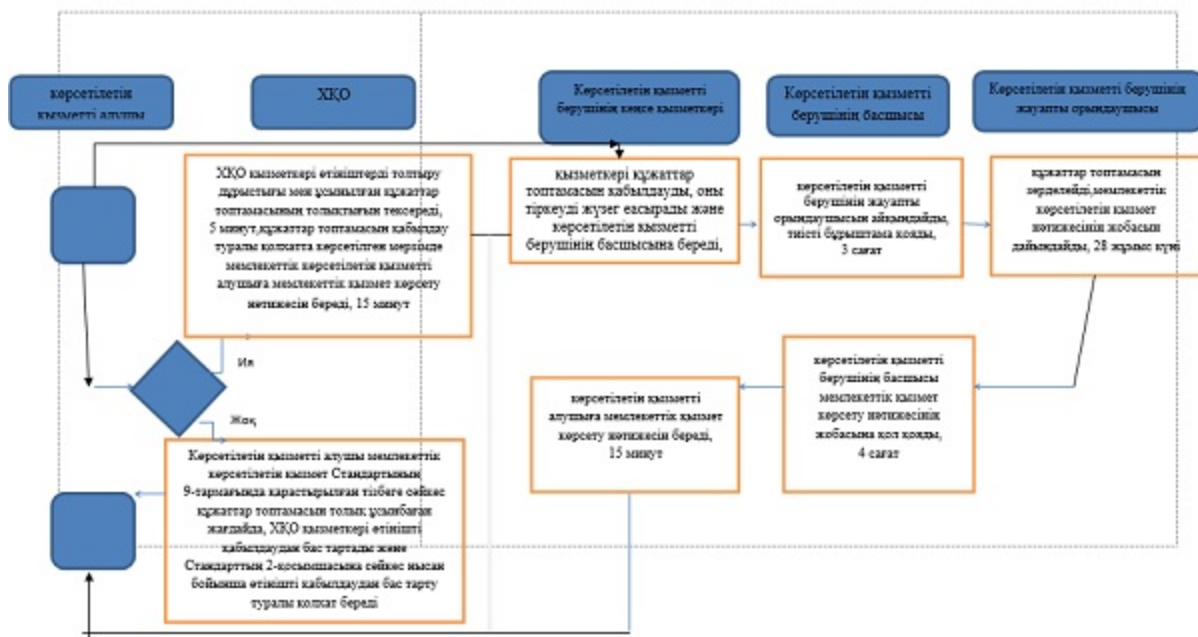 көрсетілетін
қызметті алушы
ХҚО
Көрсетілетін қызметті
берушінің кеңсе қызметкері
Көрсетілетін қызметті
берушінің басшысы
Көрсетілетін қызметті берушінің
жауапты орындаушысы
ХҚО қызметкері өтініштерді толтыру
дұрыстығы мен ұсынылған құжаттар
топтамасының толықтығын тексереді,
5 минут,құжаттар топтамасын қабылдау
туралы қолхатта көрсетілген мерзімде
мемлекеттік көрсетілетін қызметті
алушыға мемлекеттік қызмет көрсету
нәтижесін береді, 15 минут
қызметкері құжаттар
топтамасын қабылдауды, оны
тіркеуді жүзег еасырады және
көрсетілетін қызметті
берушінің басшысына береді,
көрсетілетін қызметті
берушінің жауапты
орындаушысын айқындайды,
тиісті бұрыштама қояды,
3 сағат
құжаттар топтамасын
зерделейді,мемлекеттік
көрсетілетін қызмет
нәтижесінің жобасын
дайындайды, 28 жұмыс күні
Ия
Жоқ
көрсетілетін қызметті
алушыға мемлекеттік қызмет
көрсету нәтижесін береді,
15 минут
көрсетілетін қызметті
берушінің басшысы
мемлекеттік қызмет
көрсету нәтижесінің
жобасына қол қояды,
4 сағат
Көрсетілетін қызметті алушы мемлекеттік
көрсетілетін қызмет Стандартының
9-тармағында қарастырылған тізбеге сәйкес
құжаттар топтамасын толық ұсынбаған
жағдайда, ХҚО қызметкері өтінішті
қабылдаудан бас тартады және
Стандарттың 2-қосымшасына сәйкес нысан
бойынша өтінішті қабылдаудан бас тарту
туралы қолхат береді